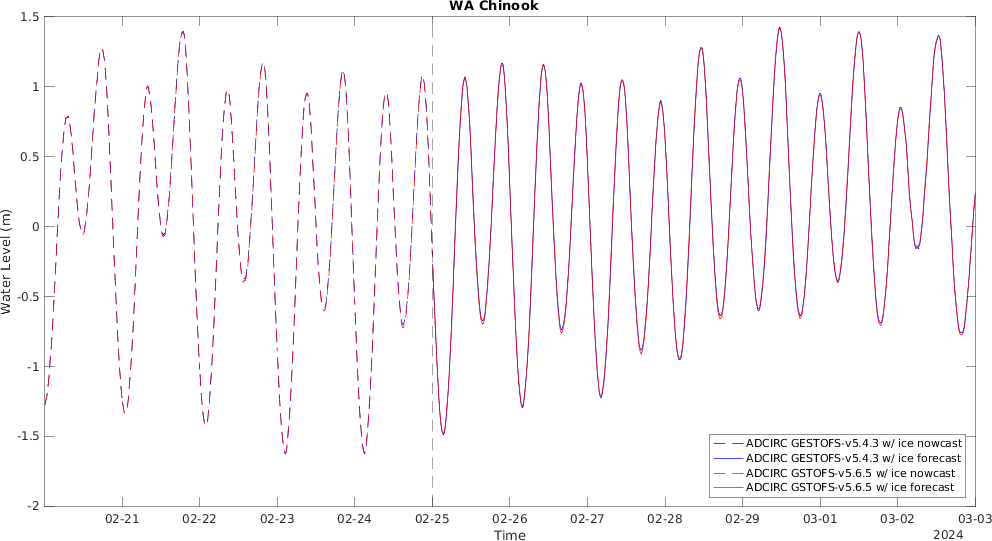 WA Chinook
1.5
1
0.5
0
-0.5
-1
-1.5
-2
Water Level (m)
ADCIRC GESTOFS-v5.4.3 w/ ice nowcast
ADCIRC GESTOFS-v5.4.3 w/ ice forecast
ADCIRC GSTOFS-v5.6.5 w/ ice nowcast
ADCIRC GSTOFS-v5.6.5 w/ ice forecast
02-21 02-22 02-23 02-24 02-25 02-26 02-27 02-28 02-29 03-01 03-02 03-03
Time
2024